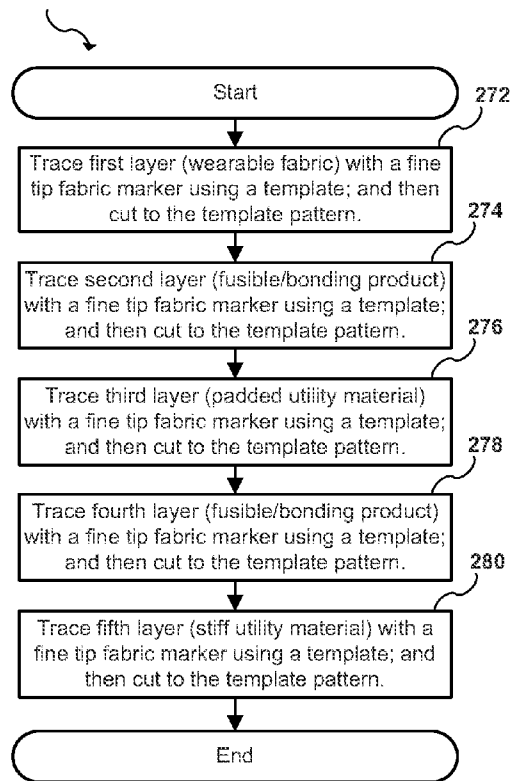 Start
272
Trace first layer (wearable fabric) with a fine
tip fabric marker using a template; and then
cut to the template pattern.
274
Trace second layer (fusible/bonding product)
with a fine tip fabric marker using a template;
and then cut to the template pattern.
276
Trace third layer (padded utility material)
with a fine tip fabric marker using a template;
and then cut to the template pattern.
278
Trace fourth layer (fusible/bonding product)
with a fine tip fabric marker using a template;
and then cut to the template pattern.
280
Trace fifth layer (stiff utility material) with a
fine tip fabric marker using a template; and
then cut to the template pattern.
End